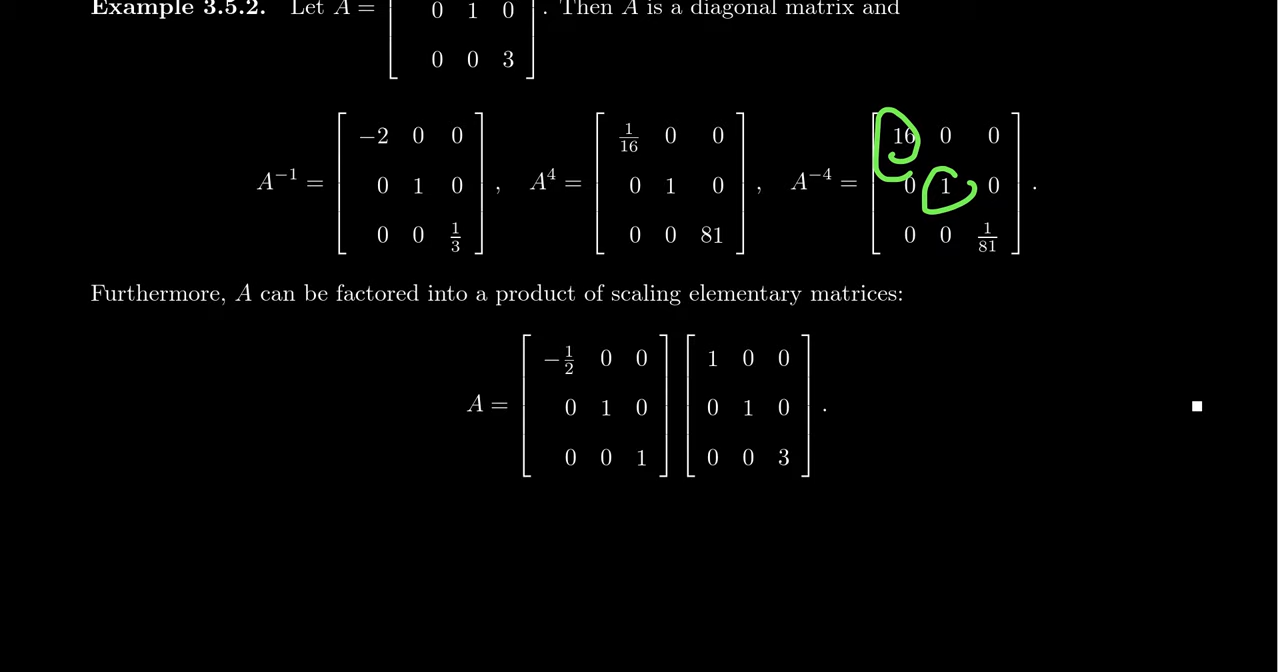 Example 3.5.2. Let A = [ 0 1 0 ; 0 0 3 ]. Then A is a diagonal matrix and
A⁻¹ = [ −2 0 0 ; 0 1 0 ; 0 0 1/3 ], A⁴ = [ 1/16 0 0 ; 0 1 0 ; 0 0 81 ], A⁻⁴ = [ 16 0 0 ; 0 1 0 ; 0 0 1/81 ].
Furthermore, A can be factored into a product of scaling elementary matrices:
A = [ −1/2 0 0 ; 0 1 0 ; 0 0 1 ] [ 1 0 0 ; 0 1 0 ; 0 0 3 ].